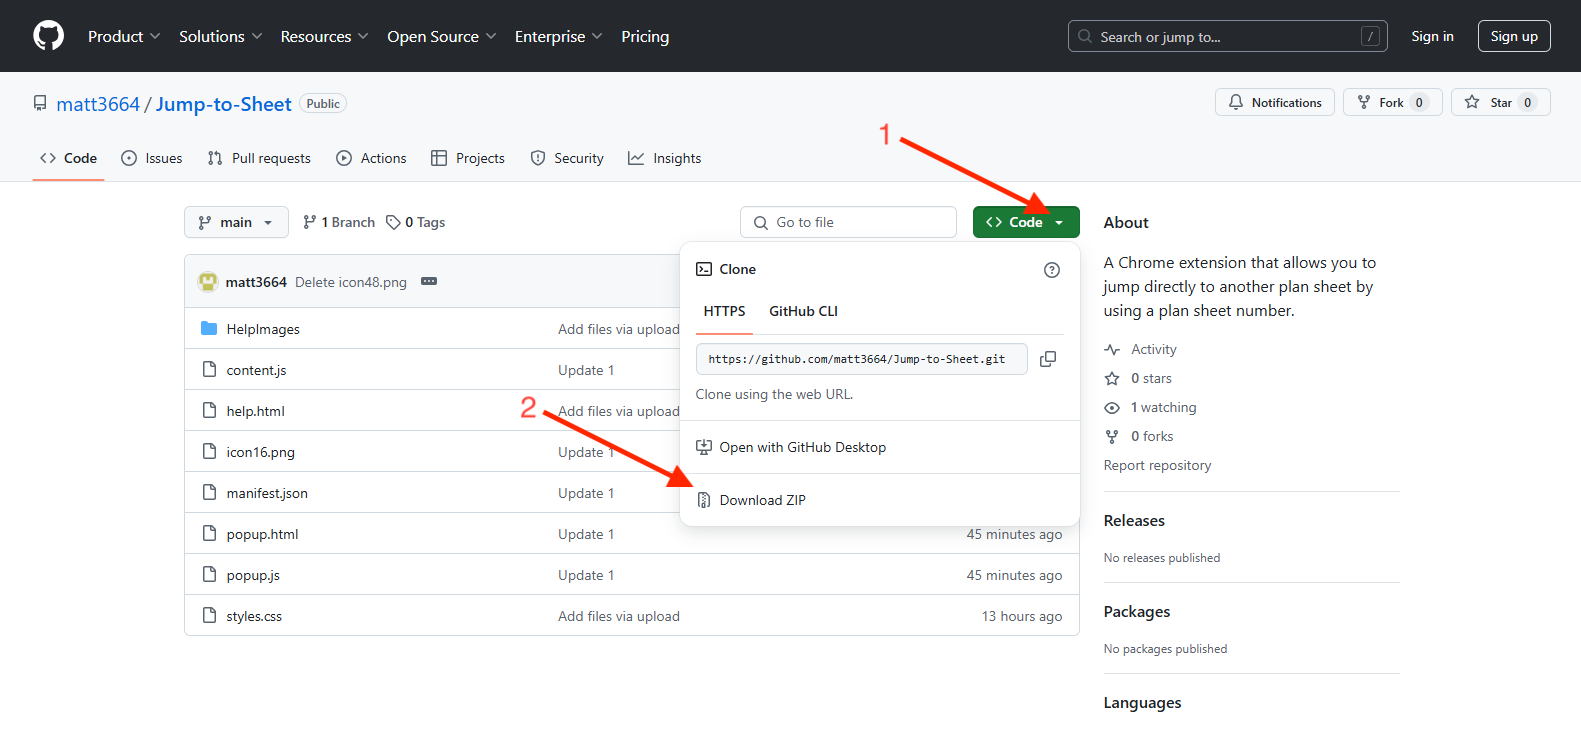 Product Solutions Resources Open Source Enterprise Pricing Search or jump to... / Sign in Sign up
matt3664 / Jump-to-Sheet Public Notifications Fork 0 Star 0
1
Code Issues Pull requests Actions Projects Security Insights
main 1 Branch 0 Tags Go to file Code
matt3664 Delete icon48.png
HelpImages Add files via upload
content.js Update 1
help.html Add files via upload
icon16.png Update 1
manifest.json Update 1
popup.html Update 1 45 minutes ago
popup.js Update 1 45 minutes ago
styles.css Add files via upload 13 hours ago
Clone
HTTPS GitHub CLI
https://github.com/matt3664/Jump-to-Sheet.git
Clone using the web URL.
2
Open with GitHub Desktop
Download ZIP
About
A Chrome extension that allows you to
jump directly to another plan sheet by
using a plan sheet number.
Activity
0 stars
1 watching
0 forks
Report repository
Releases
No releases published
Packages
No packages published
Languages